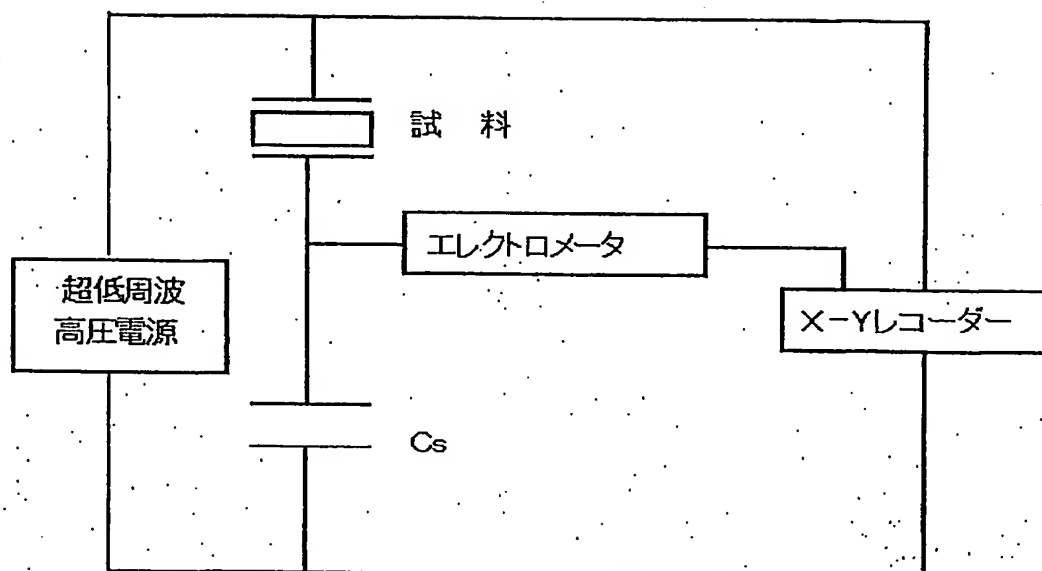 試 料
エレクトロメータ
超低周波
高圧電源
X-Yレコーダー
Cs